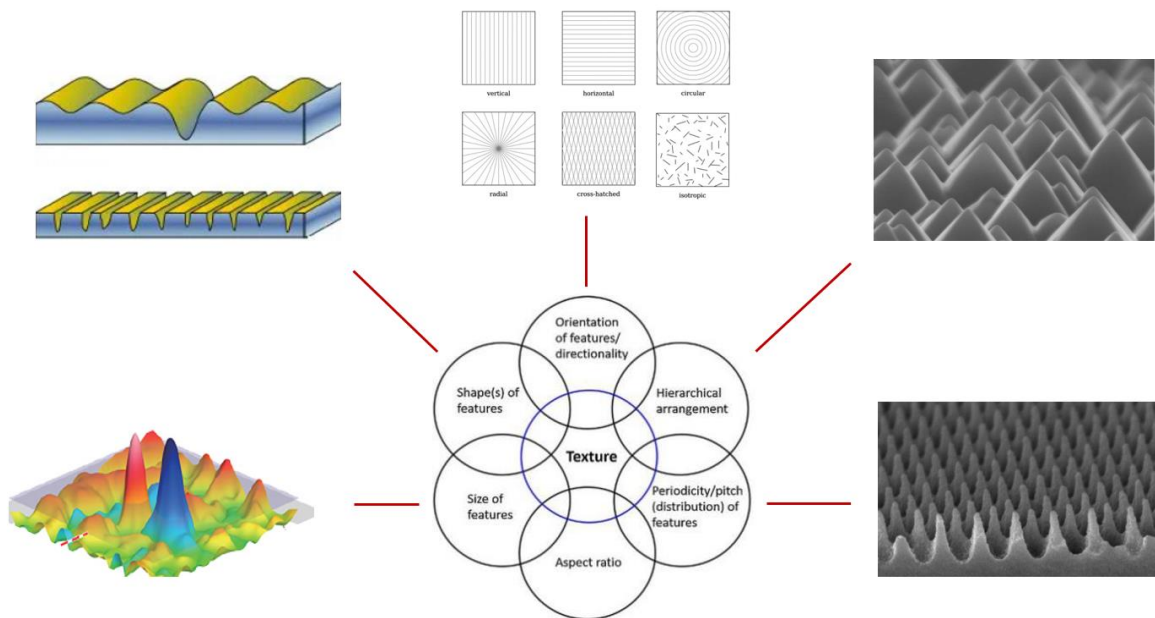 vertical
horizontal
circular
radial
cross-hatched
isotropic
Orientation
of features/
directionality
Shape(s) of
features
Hierarchical
arrangement
Texture
Size of
features
Periodicity/pitch
(distribution) of
features
Aspect ratio